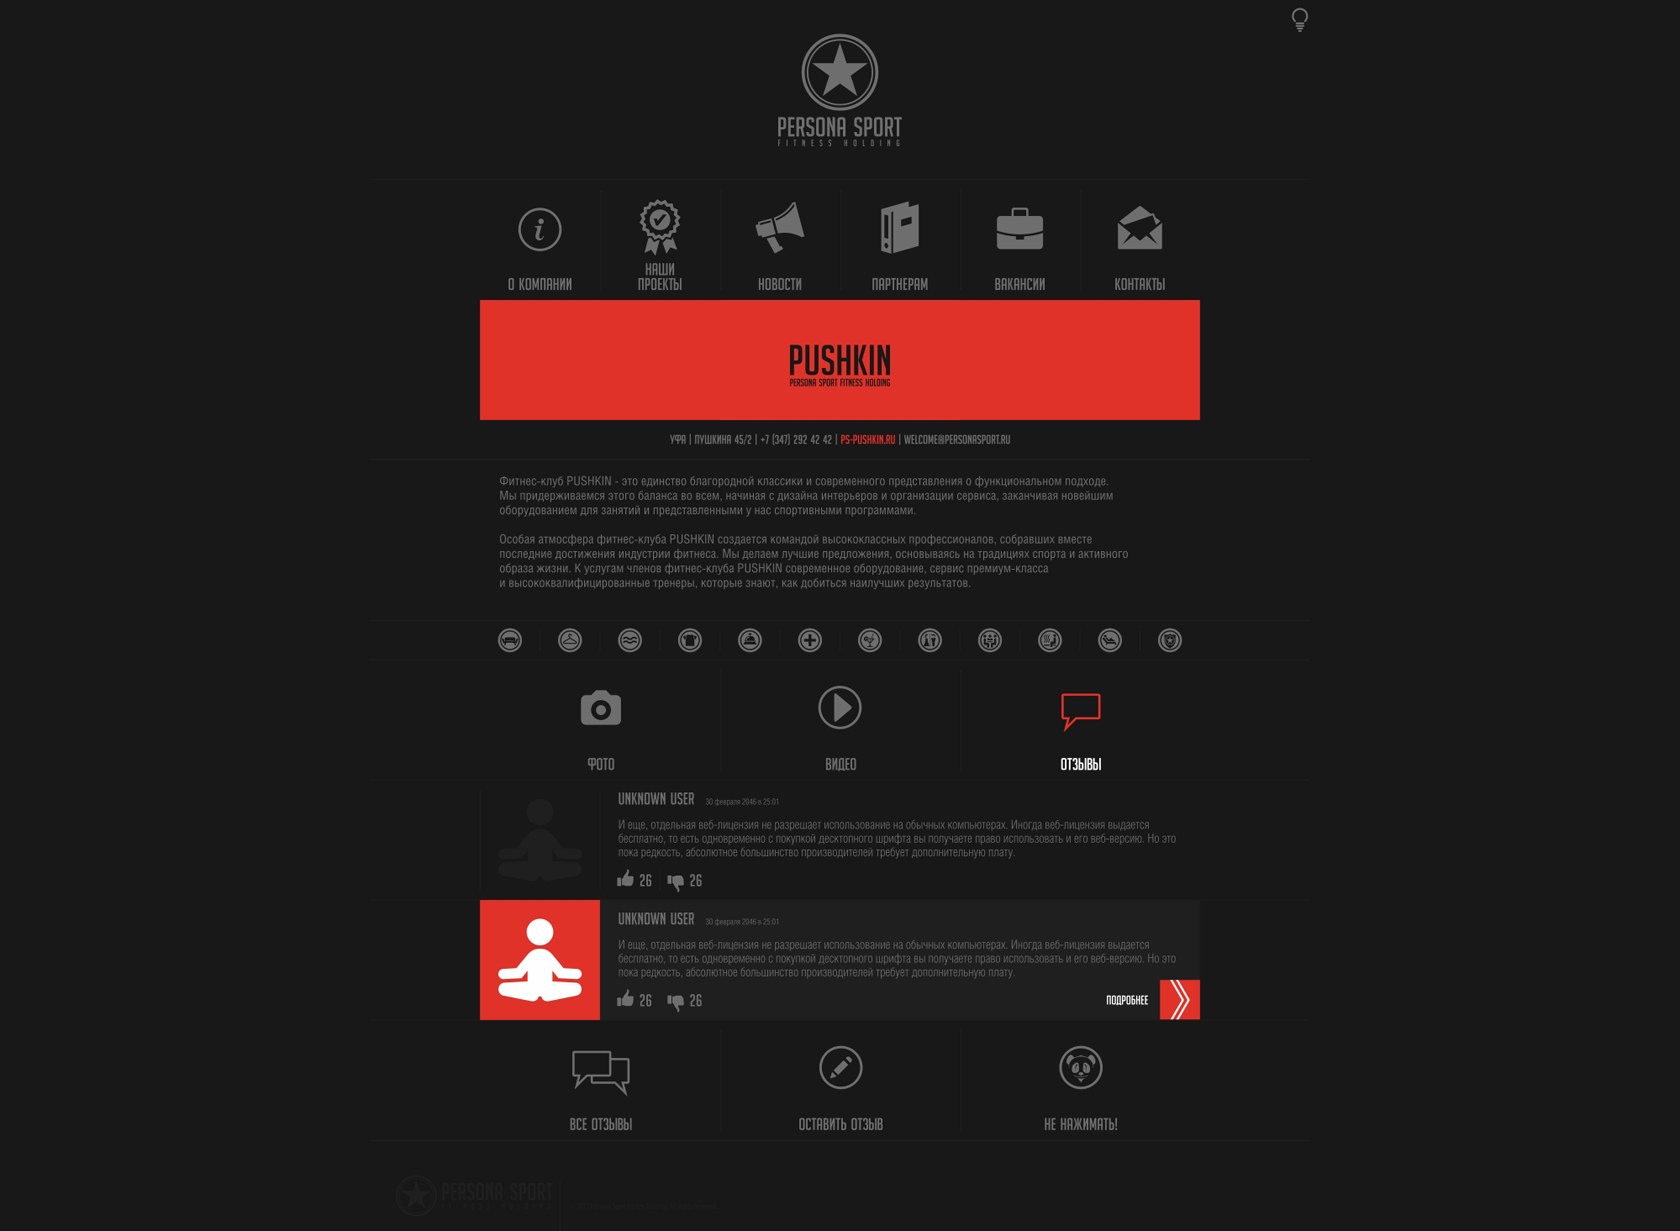 PERSONA SPORT
FITNESS HOLDING
О КОМПАНИИ
НАШИ
ПРОЕКТЫ
НОВОСТИ
ПАРТНЕРАМ
ВАКАНСИИ
КОНТАКТЫ
PUSHKIN
PERSONA SPORT FITNESS HOLDING
УФА | ПУШКИНА 45/2 | +7 (347) 292 42 42 | PS-PUSHKIN.RU | WELCOME@PERSONASPORT.RU
Фитнес-клуб PUSHKIN - это единство благородной классики и современного представления о функциональном подходе.
Мы придерживаемся этого баланса во всем, начиная с дизайна интерьеров и организации сервиса, заканчивая новейшим
оборудованием для занятий и представленными у нас спортивными программами.
Особая атмосфера фитнес-клуба PUSHKIN создается командой высококлассных профессионалов, собравших вместе
последние достижения индустрии фитнеса. Мы делаем лучшие предложения, основываясь на традициях спорта и активного
образа жизни. К услугам членов фитнес-клуба PUSHKIN современное оборудование, сервис премиум-класса
и высококвалифицированные тренеры, которые знают, как добиться наилучших результатов.
ФОТО
ВИДЕО
ОТЗЫВЫ
UNKNOWN USER 30 февраля 2046 в 25:01
И еще, отдельная веб-лицензия не разрешает использование на обычных компьютерах. Иногда веб-лицензия выдается
бесплатно, то есть одновременно с покупкой десктопного шрифта вы получаете право использовать и его веб-версию. Но это
пока редкость, абсолютное большинство производителей требует дополнительную плату.
26 26
UNKNOWN USER 30 февраля 2046 в 25:01
И еще, отдельная веб-лицензия не разрешает использование на обычных компьютерах. Иногда веб-лицензия выдается
бесплатно, то есть одновременно с покупкой десктопного шрифта вы получаете право использовать и его веб-версию. Но это
пока редкость, абсолютное большинство производителей требует дополнительную плату.
26 26
ПОДРОБНЕЕ
ВСЕ ОТЗЫВЫ
ОСТАВИТЬ ОТЗЫВ
НЕ НАЖИМАТЬ!
PERSONA SPORT